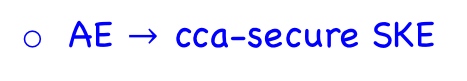 ○ AE → cca-secure SKE